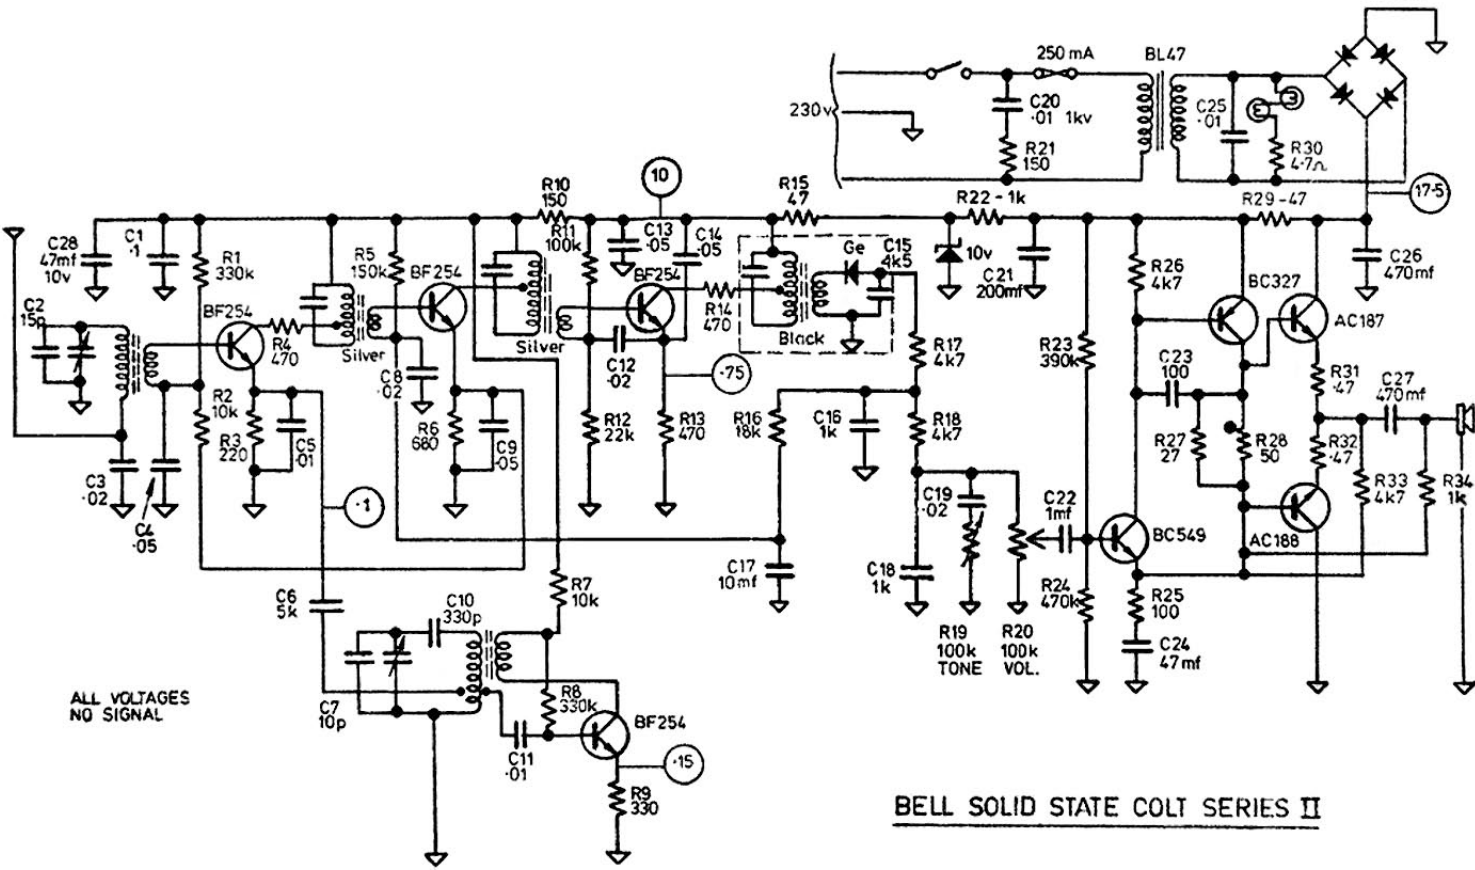 250 mA
BL47
230v
C20
·01 1kv
R21
150
C25
·01
R30
4·7Ω
17·5
10
R10
150
R15
47
R22 - 1k
R29 - 47
C28
47mf
10v
C1
·1
R1
330k
R5
150k
BF254
R11
100k
C13
·05
C14
·05
BF254
Ge
C15
4k5
10v
C21
200mf
R26
4k7
BC327
C26
470mf
C2
15p
BF254
R4
470
Silver
Silver
R14
470
Black
AC187
C8
·02
C12
·02
·75
R17
4k7
R23
390k
C23
100
R31
·47
C27
470mf
R2
10k
R3
220
C5
·01
R6
680
C9
·05
R12
22k
R13
470
R16
18k
C16
1k
R18
4k7
R27
27
R28
50
R32
·47
R33
4k7
R34
1k
C3
·02
C4
·05
·1
C19
·02
C22
1mf
BC549
AC188
C17
10mf
C18
1k
R24
470k
R25
100
C6
5k
C10
330p
R7
10k
R19
100k
TONE
R20
100k
VOL.
C24
47mf
ALL VOLTAGES
NO SIGNAL
C7
10p
R8
330k
BF254
C11
·01
·15
R9
330
BELL SOLID STATE COLT SERIES II